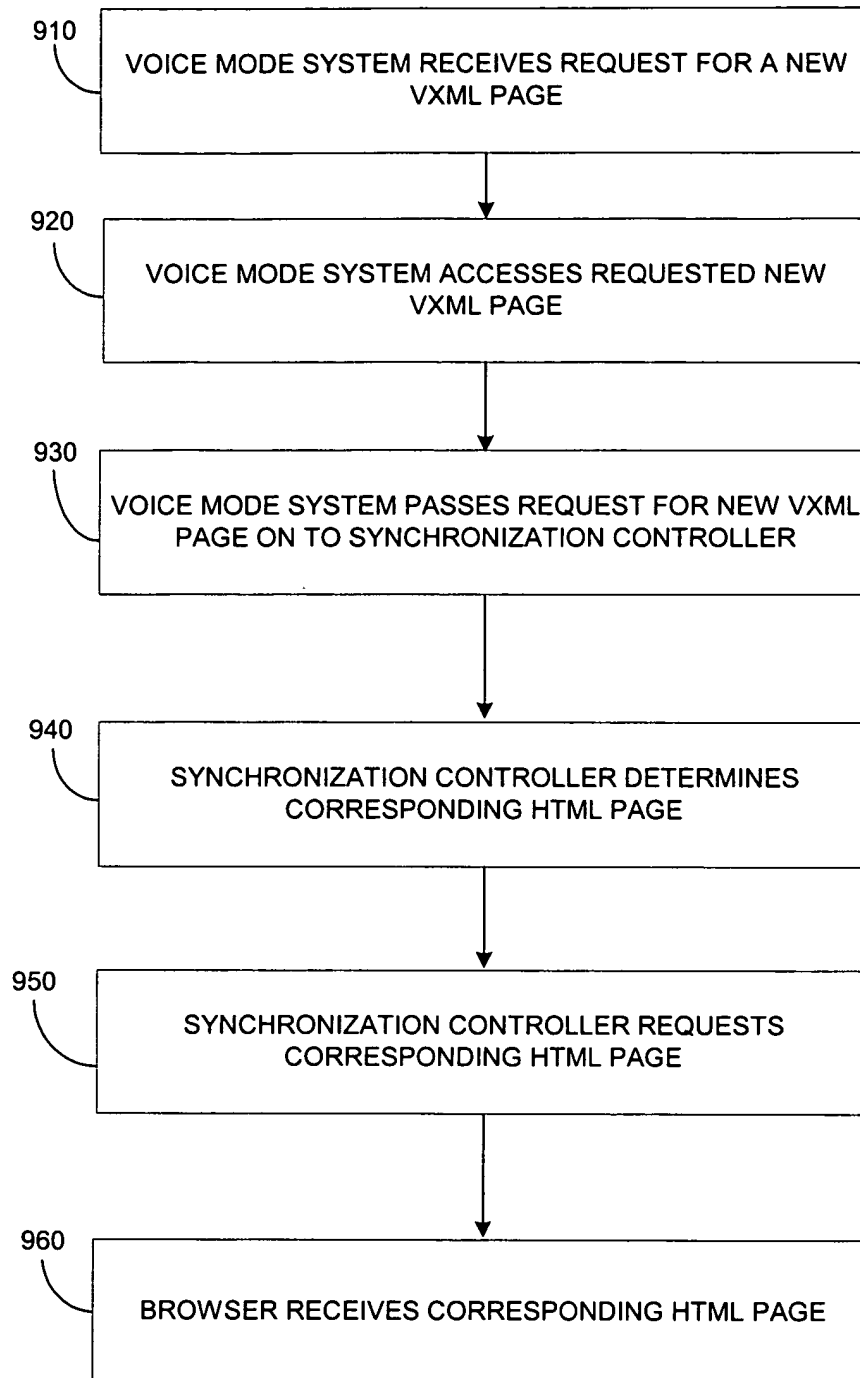 910
VOICE MODE SYSTEM RECEIVES REQUEST FOR A NEW
VXML PAGE
920
VOICE MODE SYSTEM ACCESSES REQUESTED NEW
VXML PAGE
930
VOICE MODE SYSTEM PASSES REQUEST FOR NEW VXML
PAGE ON TO SYNCHRONIZATION CONTROLLER
940
SYNCHRONIZATION CONTROLLER DETERMINES
CORRESPONDING HTML PAGE
950
SYNCHRONIZATION CONTROLLER REQUESTS
CORRESPONDING HTML PAGE
960
BROWSER RECEIVES CORRESPONDING HTML PAGE